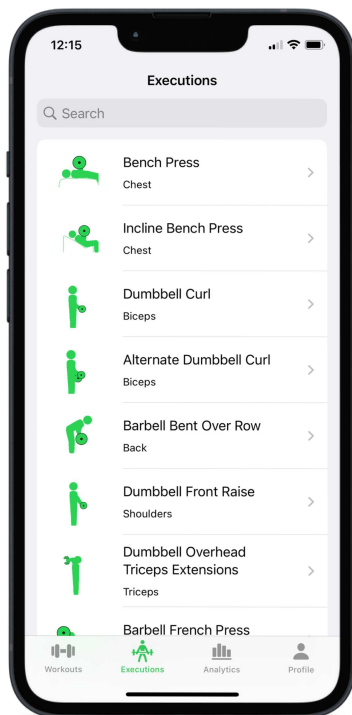 12:15
Executions
Search
Bench Press
Chest
Incline Bench Press
Chest
Dumbbell Curl
Biceps
Alternate Dumbbell Curl
Biceps
Barbell Bent Over Row
Back
Dumbbell Front Raise
Shoulders
Dumbbell Overhead
Triceps Extensions
Triceps
Barbell French Press
Workouts
Executions
Analytics
Profile